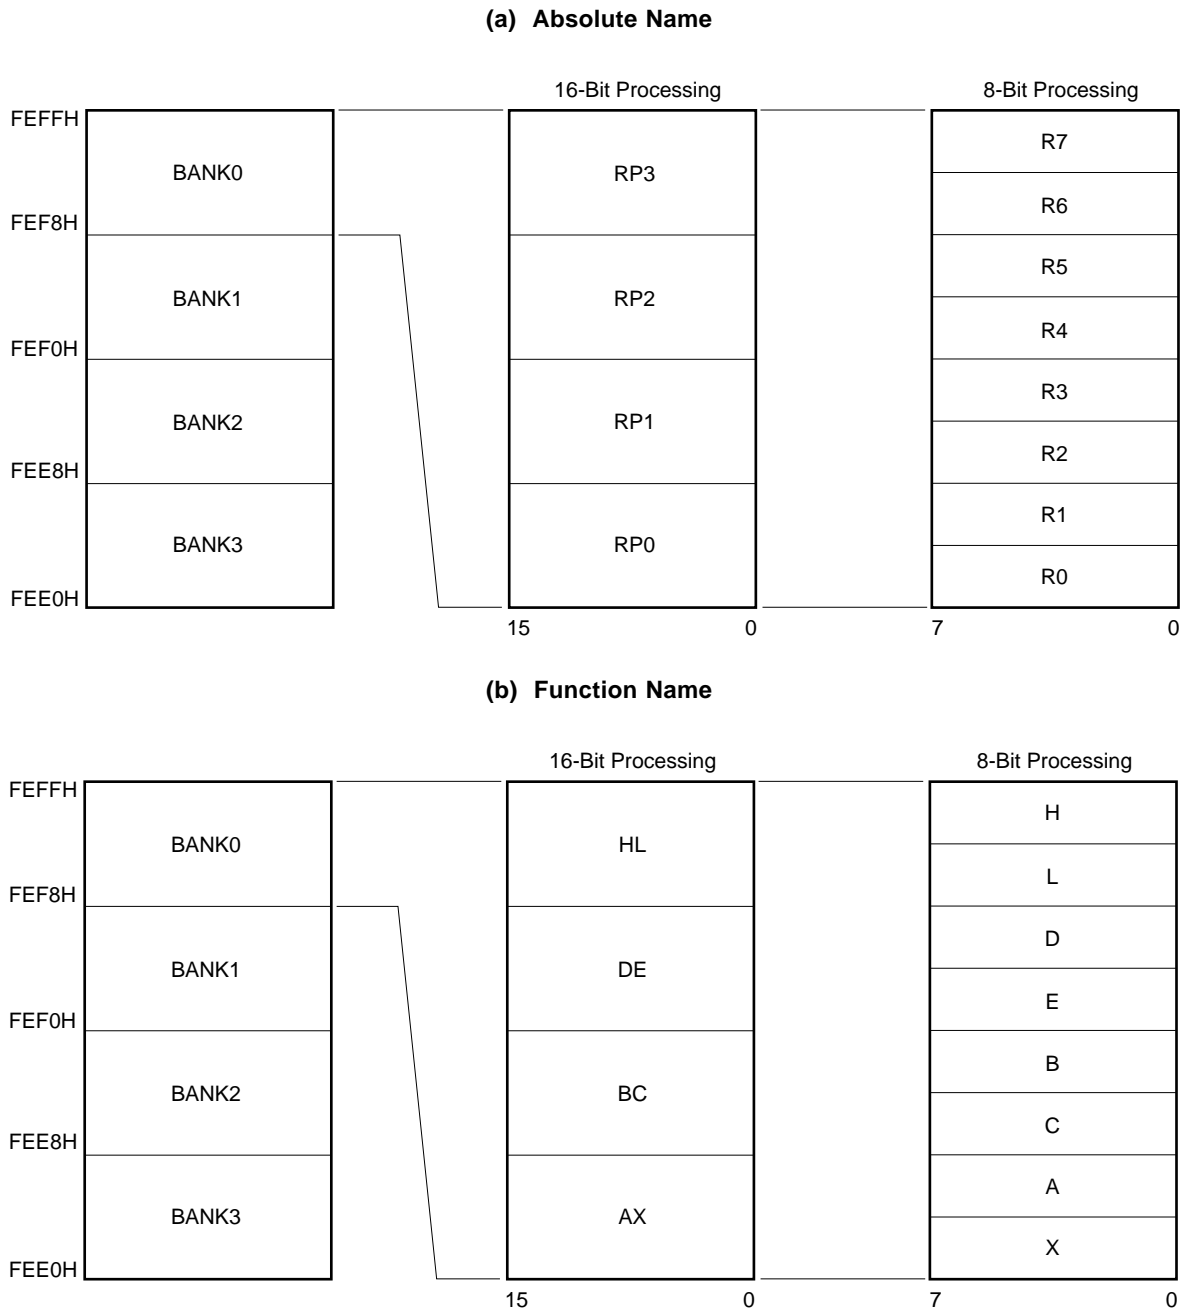 (a) Absolute Name
16-Bit Processing
8-Bit Processing
FEFFH
BANK0
RP3
R7
R6
FEF8H
BANK1
RP2
R5
R4
FEF0H
BANK2
RP1
R3
R2
FEE8H
BANK3
RP0
R1
R0
FEE0H
15 0
7 0
(b) Function Name
16-Bit Processing
8-Bit Processing
FEFFH
BANK0
HL
H
L
FEF8H
BANK1
DE
D
E
FEF0H
BANK2
BC
B
C
FEE8H
BANK3
AX
A
X
FEE0H
15 0
7 0